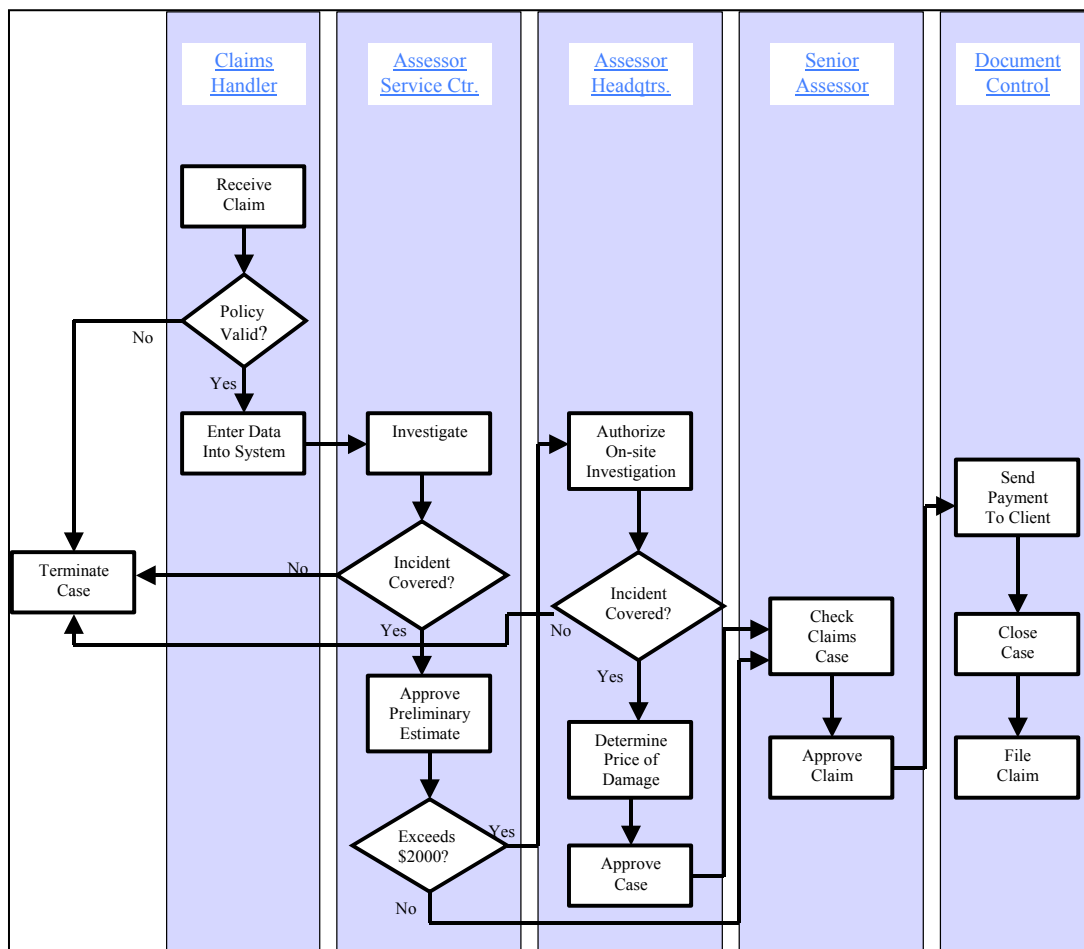 Claims
Handler
Assessor
Service Ctr.
Assessor
Headqtrs.
Senior
Assessor
Document
Control
Receive
Claim
Policy
Valid?
No
Yes
Enter Data
Into System
Investigate
Authorize
On-site
Investigation
Send
Payment
To Client
Terminate
Case
No
Incident
Covered?
Yes
Incident
Covered?
No
Yes
Check
Claims
Case
Close
Case
Approve
Preliminary
Estimate
Determine
Price of
Damage
Approve
Claim
File
Claim
Exceeds
$2000?
Yes
No
Approve
Case